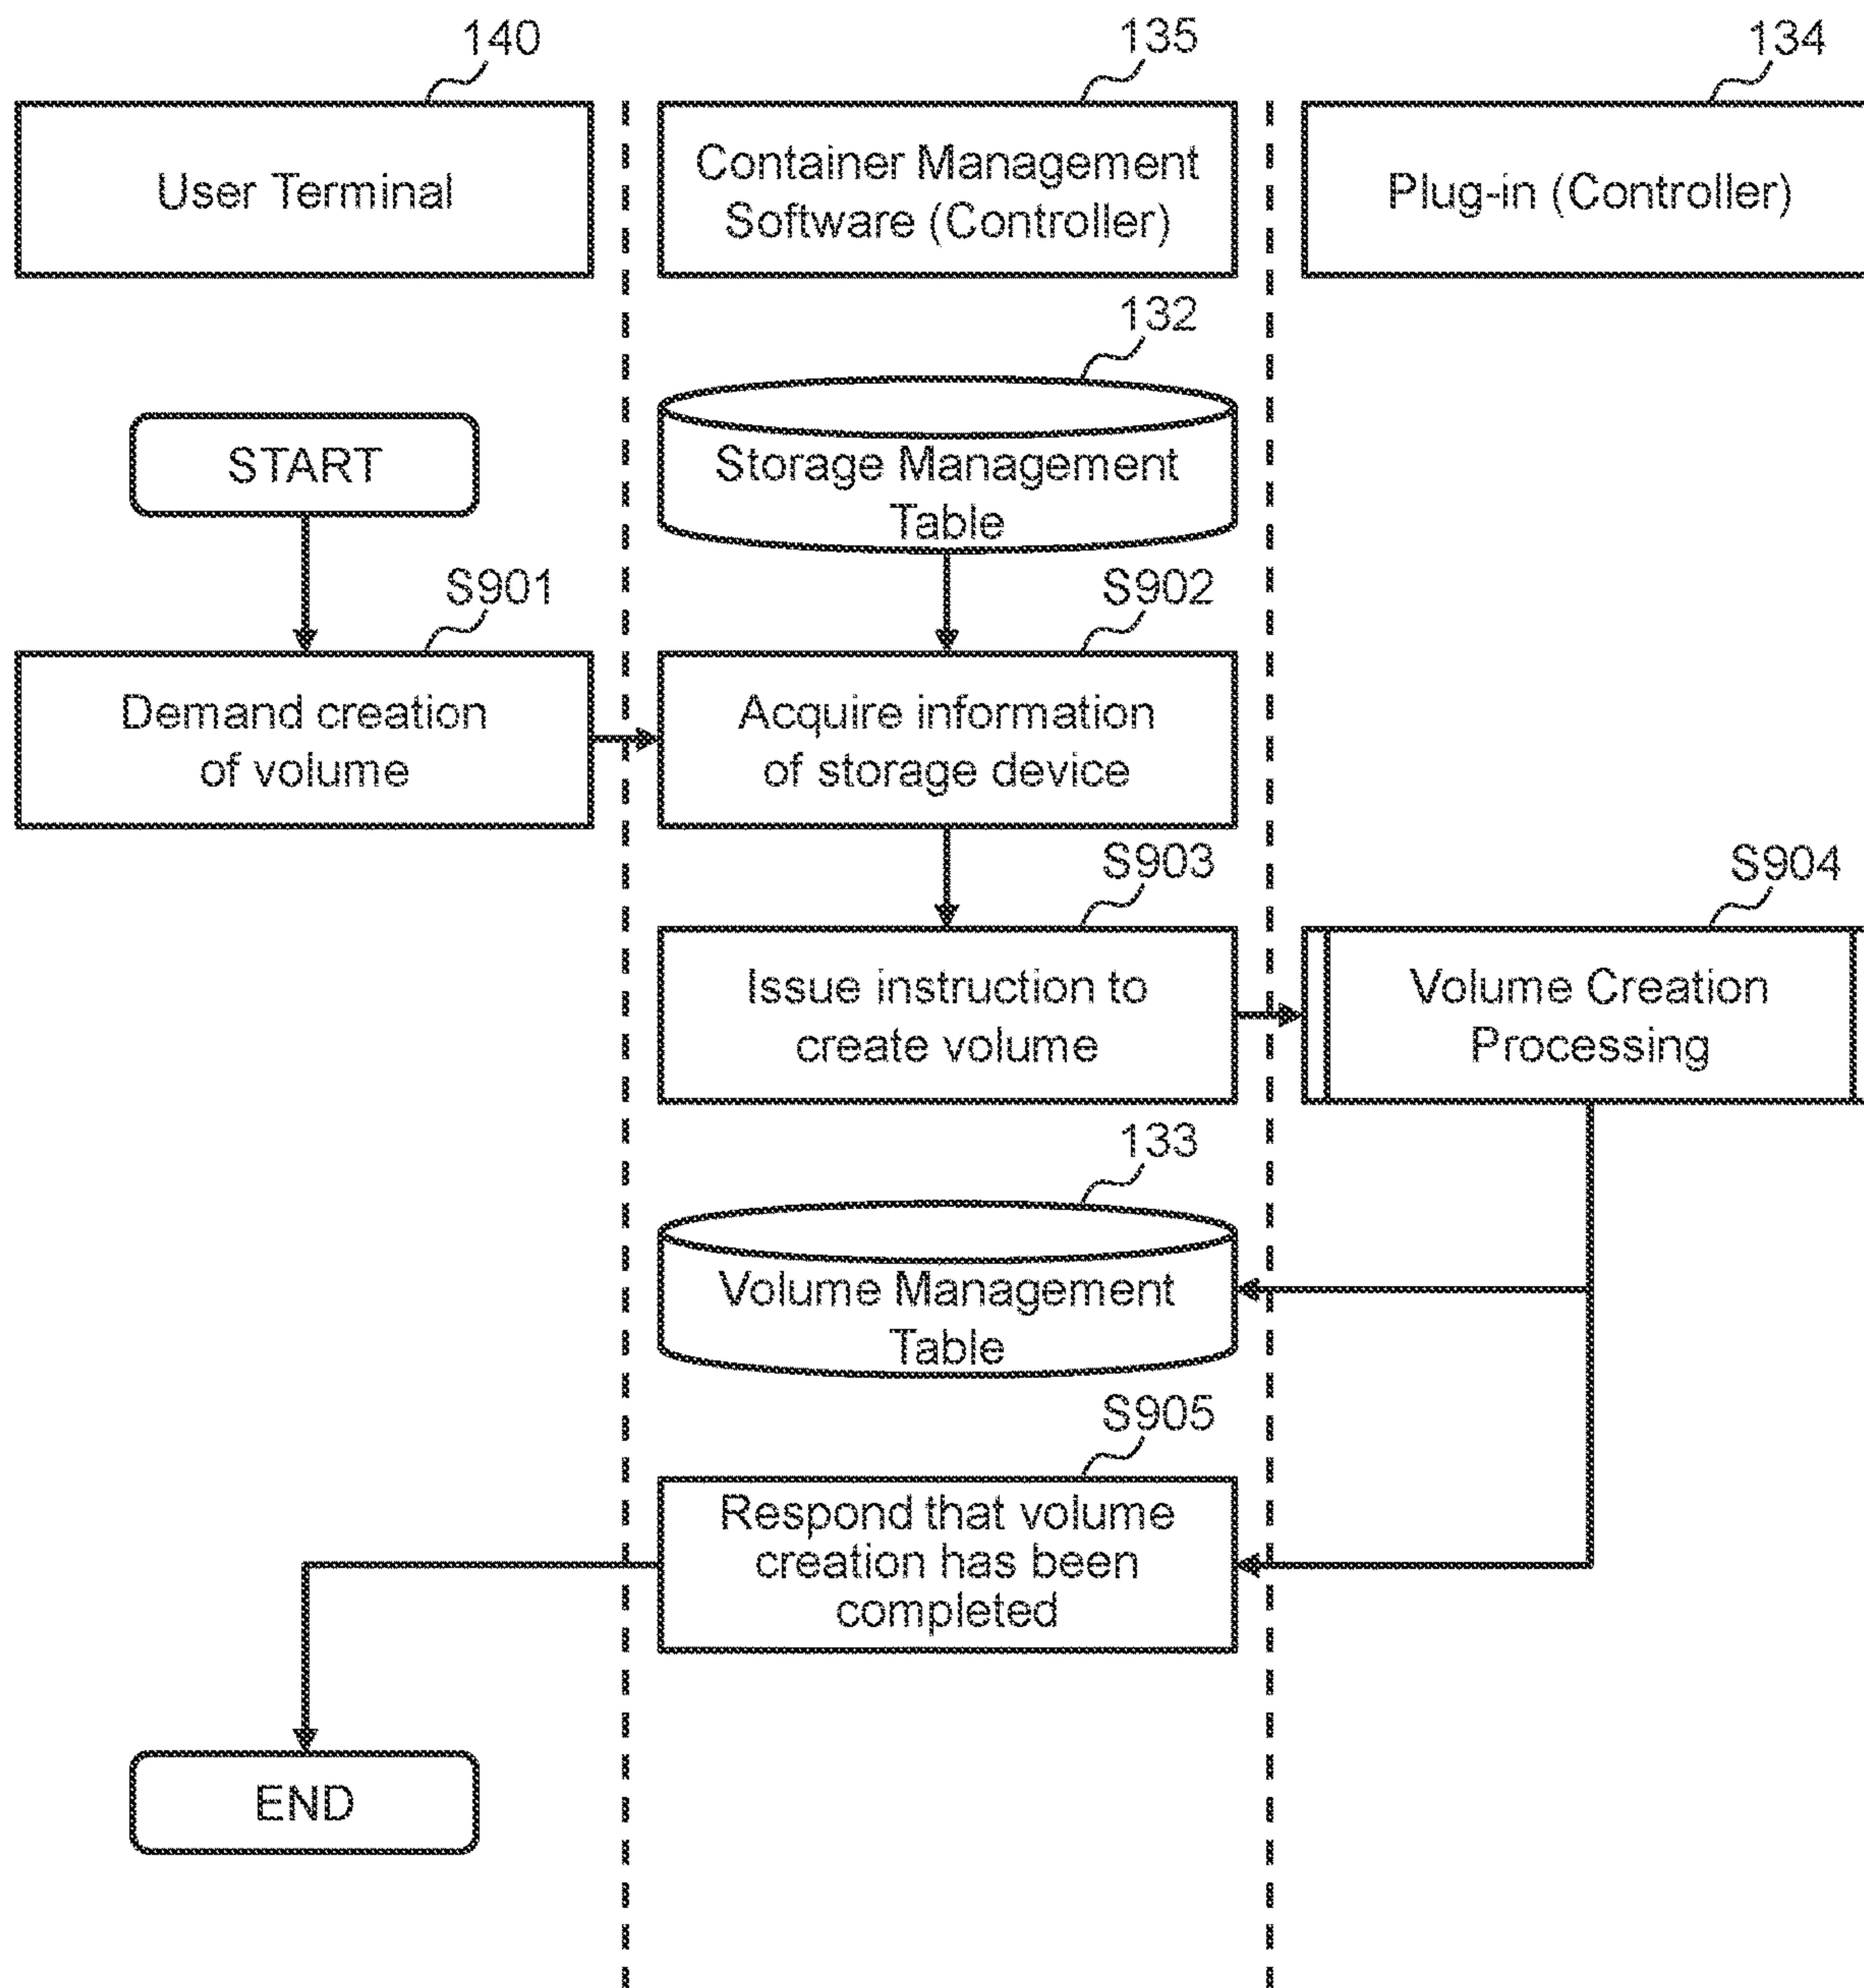 140
135
134
User Terminal
Container Management
Software (Controller)
Plug-in (Controller)
132
START
Storage Management
Table
S901
S902
Demand creation
of volume
Acquire information
of storage device
S903
S904
Issue instruction to
create volume
Volume Creation
Processing
133
Volume Management
Table
S905
Respond that volume
creation has been
completed
END